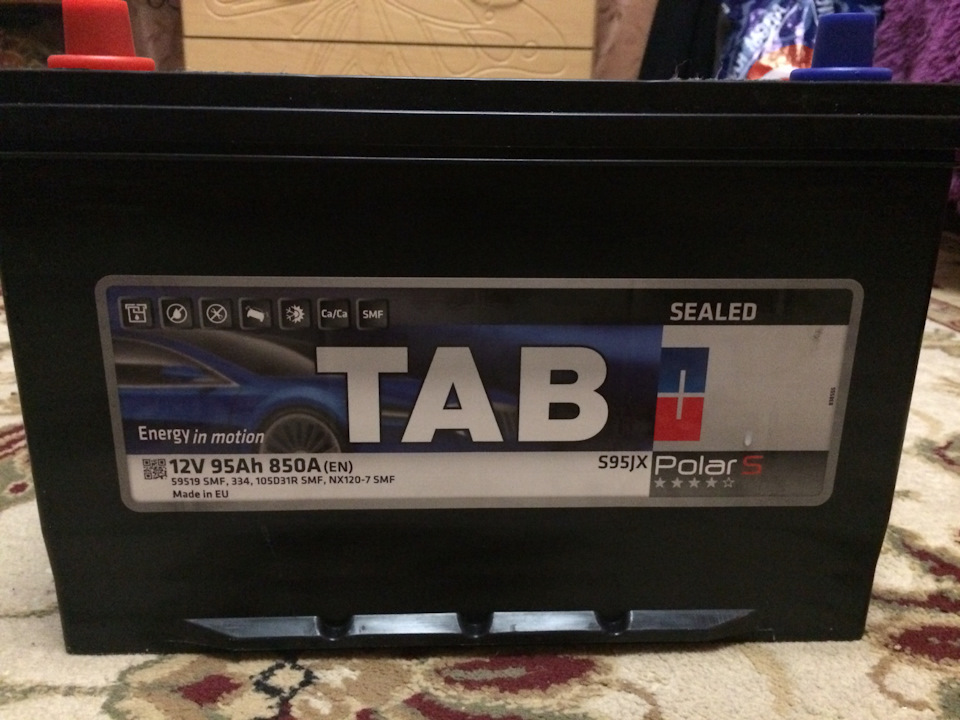 Ca/Ca SMF
SEALED
TAB
Energy in motion
12V 95Ah 850A (EN)
59519 SMF, 334, 105D31R SMF, NX120-7 SMF
Made in EU
S95JX
Polar S